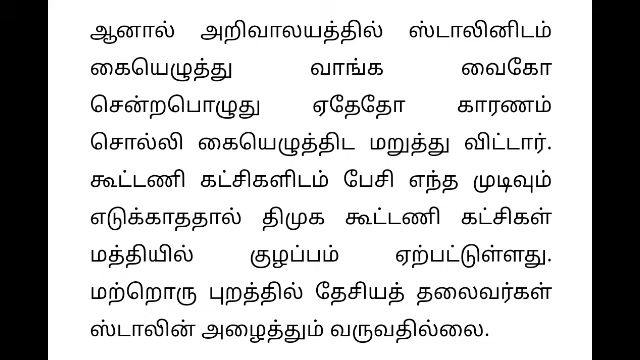 ஆனால் அறிவாலயத்தில் ஸ்டாலினிடம்
கையெழுத்து வாங்க வைகோ
சென்றபொழுது ஏதேதோ காரணம்
சொல்லி கையெழுத்திட மறுத்து விட்டார்.
கூட்டணி கட்சிகளிடம் பேசி எந்த முடிவும்
எடுக்காததால் திமுக கூட்டணி கட்சிகள்
மத்தியில் குழப்பம் ஏற்பட்டுள்ளது.
மற்றொரு புறத்தில் தேசியத் தலைவர்கள்
ஸ்டாலின் அழைத்தும் வருவதில்லை.